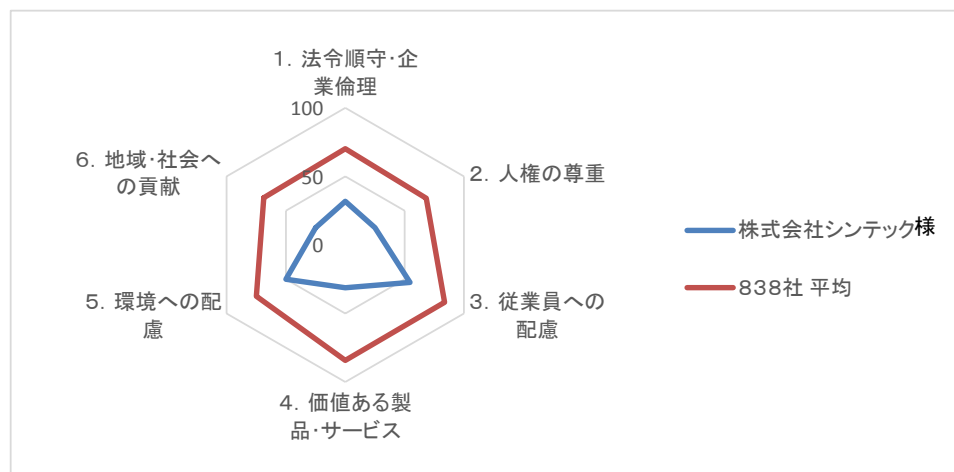 1. 法令順守・企
業倫理
100
6. 地域・社会へ
の貢献
50
2. 人権の尊重
株式会社シンテック様
0
838社 平均
5. 環境への配
慮
3. 従業員への
配慮
4. 価値ある製
品・サービス